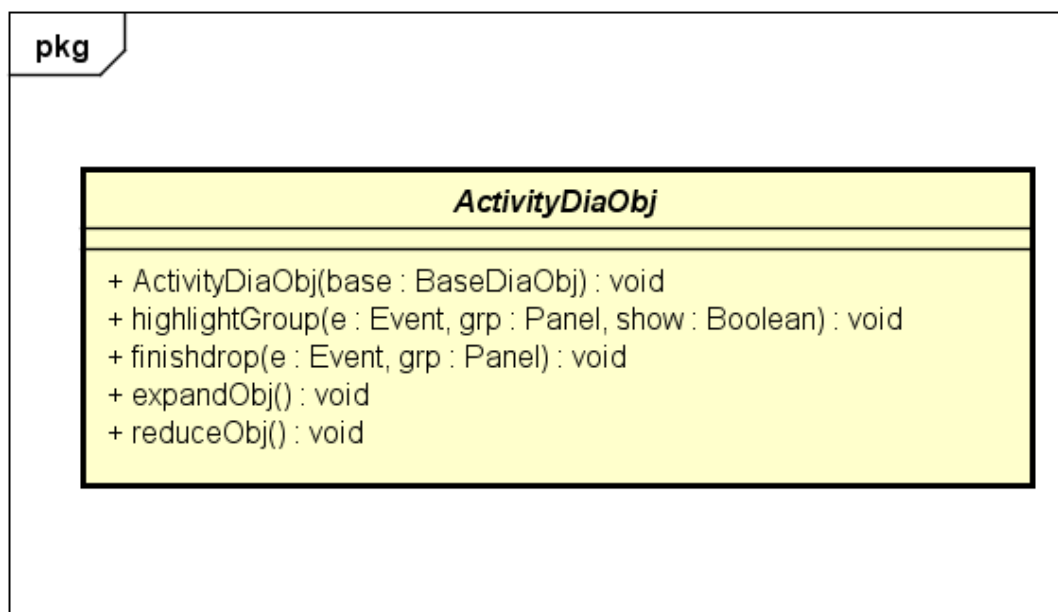 pkg
ActivityDiaObj
+ ActivityDiaObj(base : BaseDiaObj) : void
+ highlightGroup(e : Event, grp : Panel, show : Boolean) : void
+ finishdrop(e : Event, grp : Panel) : void
+ expandObj() : void
+ reduceObj() : void